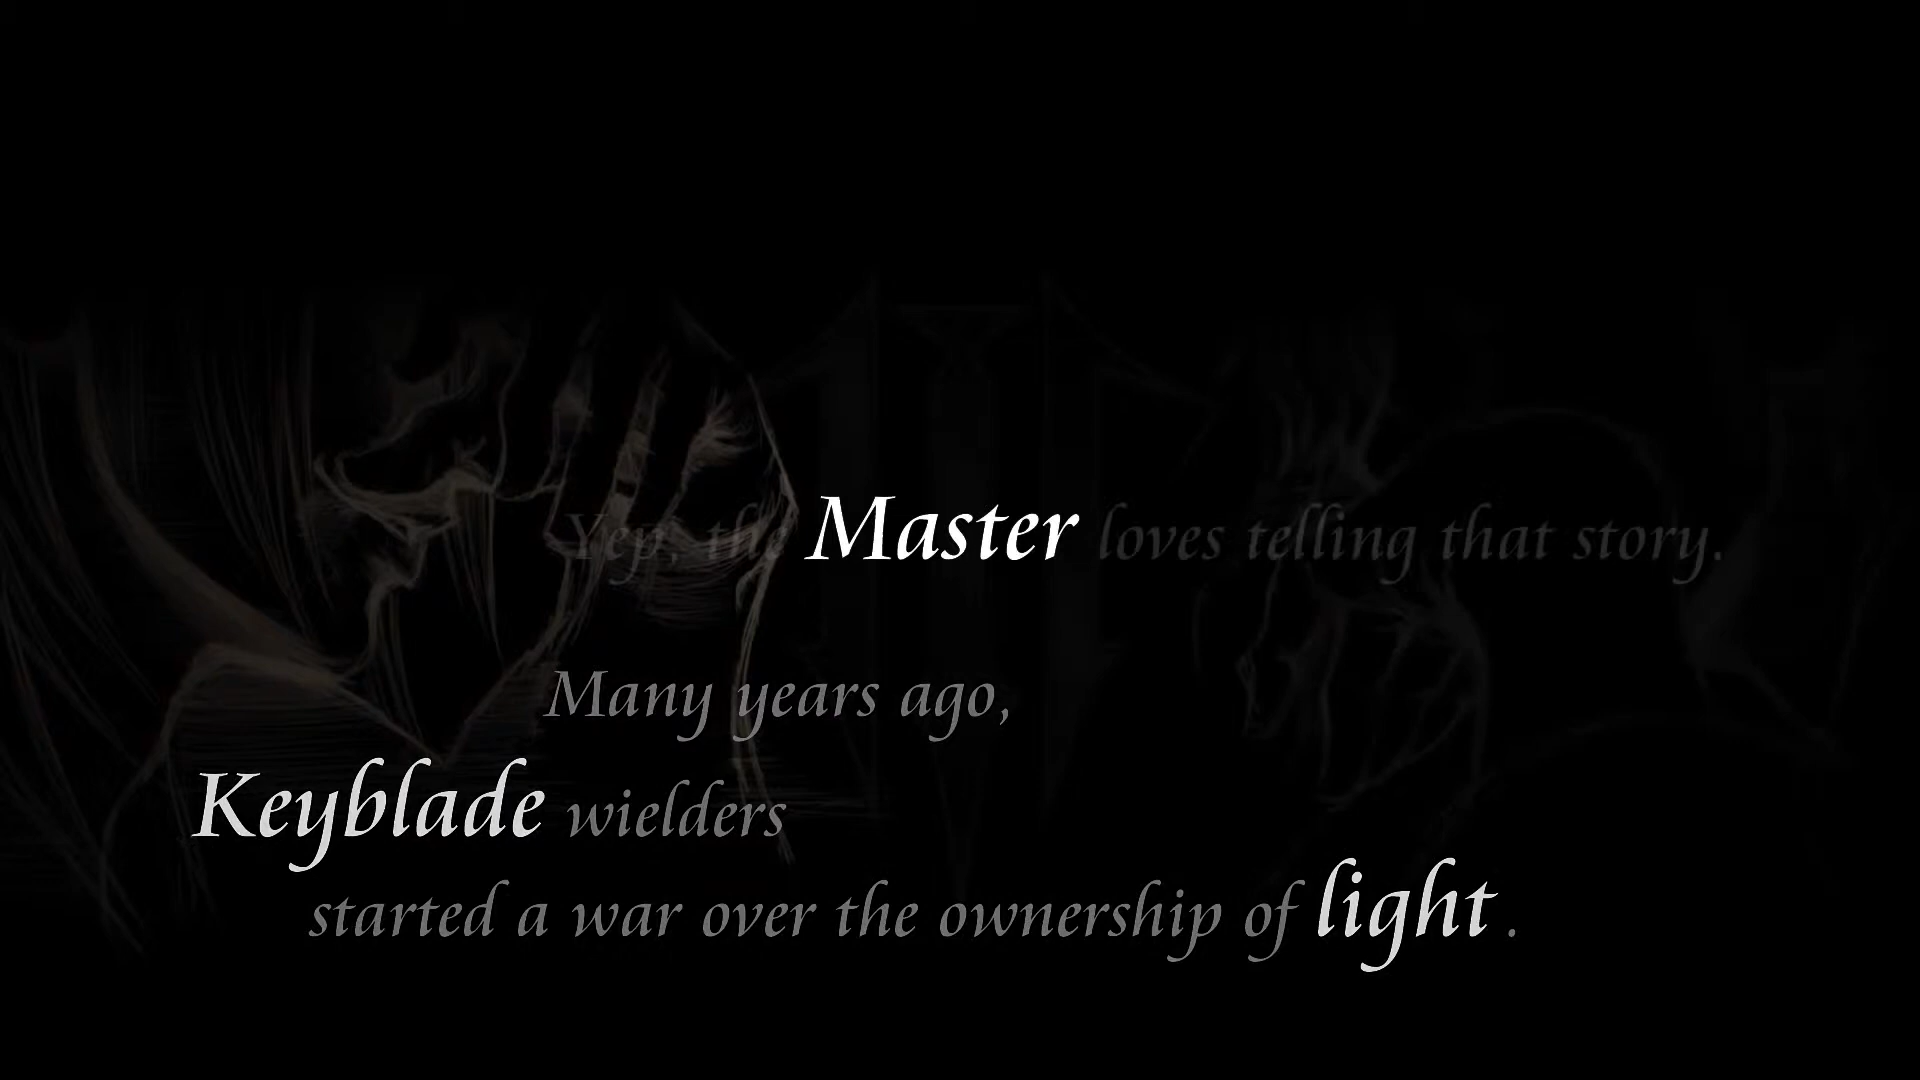 Yep, the Master loves telling that story.
Many years ago,
Keyblade wielders
started a war over the ownership of light.